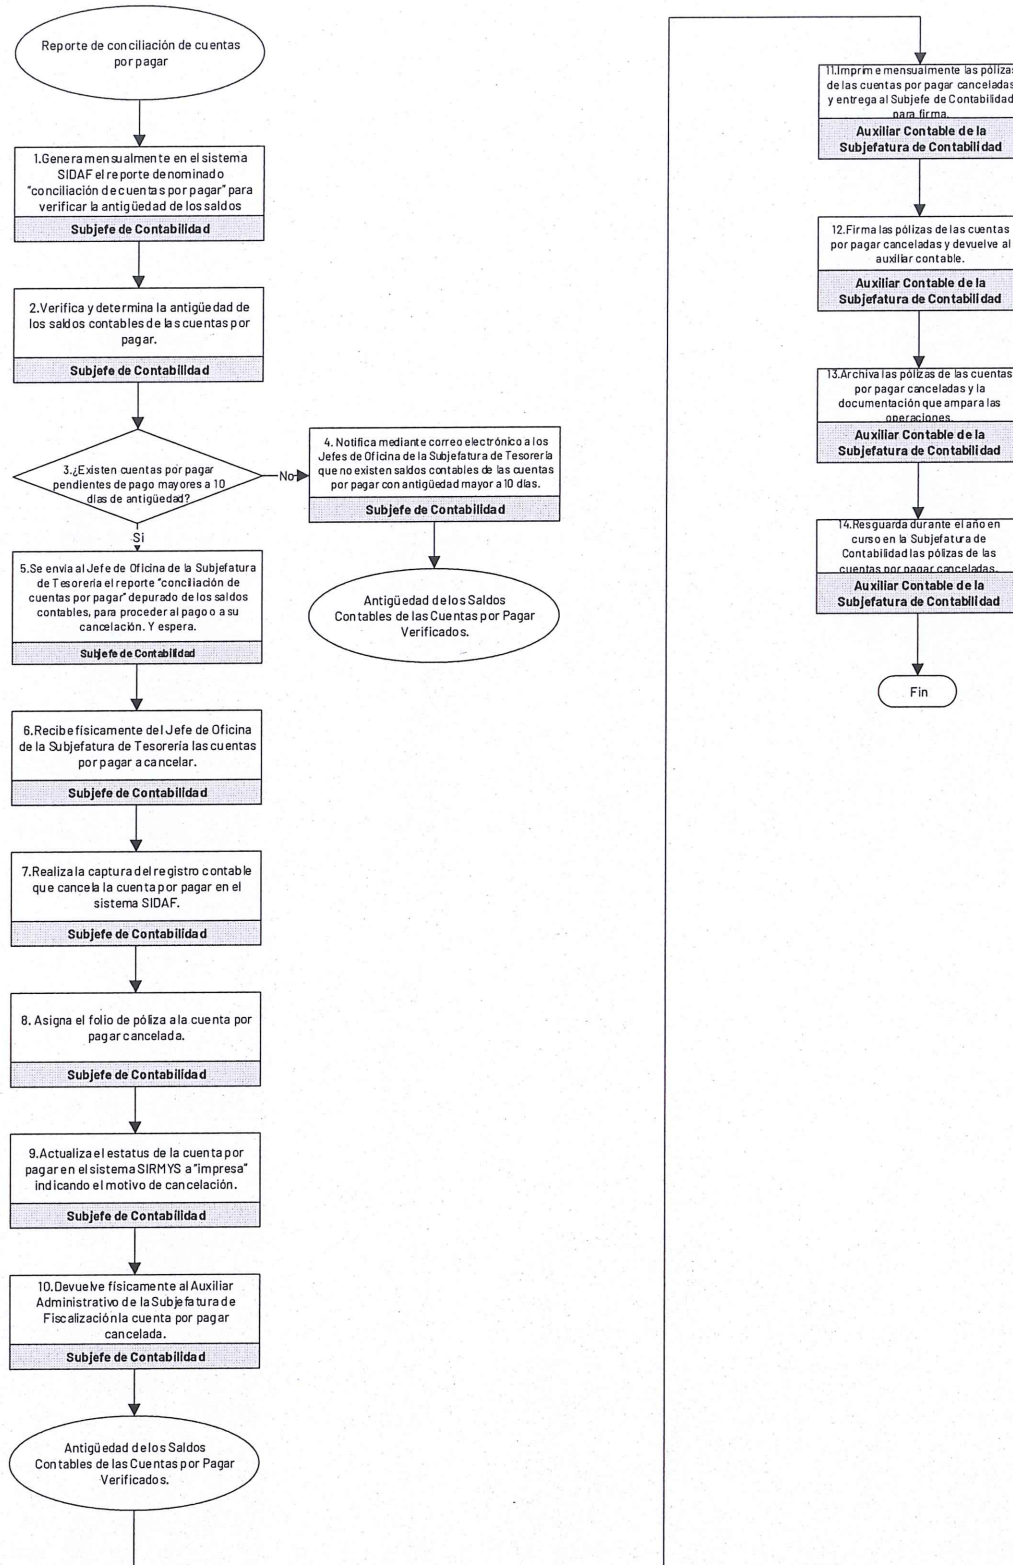 Reporte de conciliación de cuentas
por pagar
1.Genera mensualmente en el sistema
SIDAF el reporte denominado
"conciliación de cuentas por pagar" para
verificar la antigüedad de los saldos
Subjefe de Contabilidad
2.Verifica y determina la antigüedad de
los saldos contables de las cuentas por
pagar.
Subjefe de Contabilidad
3.¿Existen cuentas por pagar
pendientes de pago mayores a 10
días de antigüedad?
No
4. Notifica mediante correo electrónico a los
Jefes de Oficina de la Subjefatura de Tesorería
que no existen saldos contables de las cuentas
por pagar con antigüedad mayor a 10 días.
Subjefe de Contabilidad
Antigüedad de los Saldos
Contables de las Cuentas por Pagar
Verificados.
Si
5.Se envía al Jefe de Oficina de la Subjefatura
de Tesorería el reporte "conciliación de
cuentas por pagar" depurado de los saldos
contables, para proceder al pago o a su
cancelación. Y espera.
Subjefe de Contabilidad
6.Recibe físicamente del Jefe de Oficina
de la Subjefatura de Tesorería las cuentas
por pagar a cancelar.
Subjefe de Contabilidad
7.Realiza la captura del registro contable
que cancela la cuenta por pagar en el
sistema SIDAF.
Subjefe de Contabilidad
8. Asigna el folio de póliza a la cuenta por
pagar cancelada.
Subjefe de Contabilidad
9.Actualiza el estatus de la cuenta por
pagar en el sistema SIRMYS a "impresa"
indicando el motivo de cancelación.
Subjefe de Contabilidad
10.Devuelve físicamente al Auxiliar
Administrativo de la Subjefatura de
Fiscalización la cuenta por pagar
cancelada.
Subjefe de Contabilidad
Antigüedad de los Saldos
Contables de las Cuentas por Pagar
Verificados.
11.Imprime mensualmente las pólizas
de las cuentas por pagar canceladas
y entrega al Subjefe de Contabilidad
para firma.
Auxiliar Contable de la
Subjefatura de Contabilidad
12.Firma las pólizas de las cuentas
por pagar canceladas y devuelve al
auxiliar contable.
Auxiliar Contable de la
Subjefatura de Contabilidad
13.Archiva las pólizas de las cuentas
por pagar canceladas y la
documentación que ampara las
operaciones.
Auxiliar Contable de la
Subjefatura de Contabilidad
14.Resguarda durante el año en
curso en la Subjefatura de
Contabilidad las pólizas de las
cuentas por pagar canceladas.
Auxiliar Contable de la
Subjefatura de Contabilidad
Fin